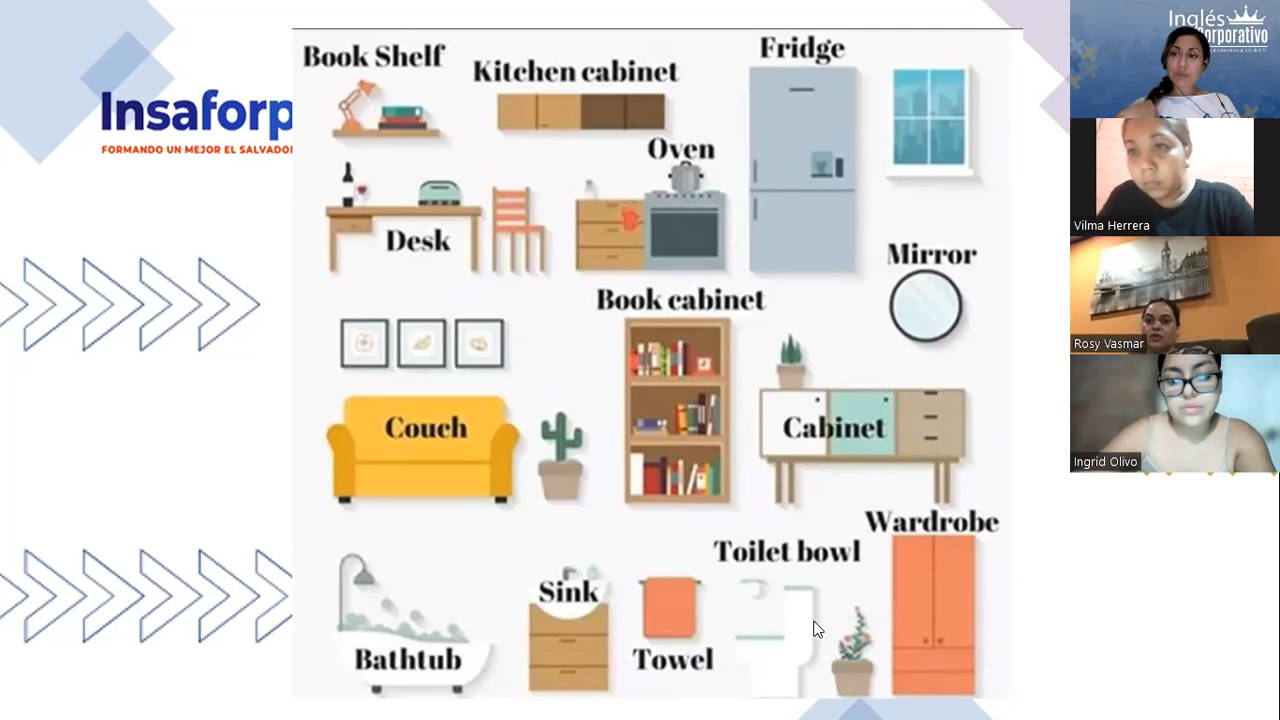 Insaforp
FORMANDO UN MEJOR EL SALVADOR
Book Shelf
Kitchen cabinet
Fridge
Oven
Desk
Mirror
Book cabinet
Couch
Cabinet
Wardrobe
Toilet bowl
Sink
Bathtub
Towel
Inglés
Corporativo
Vilma Herrera
Rosy Vasmar
Ingrid Olivo